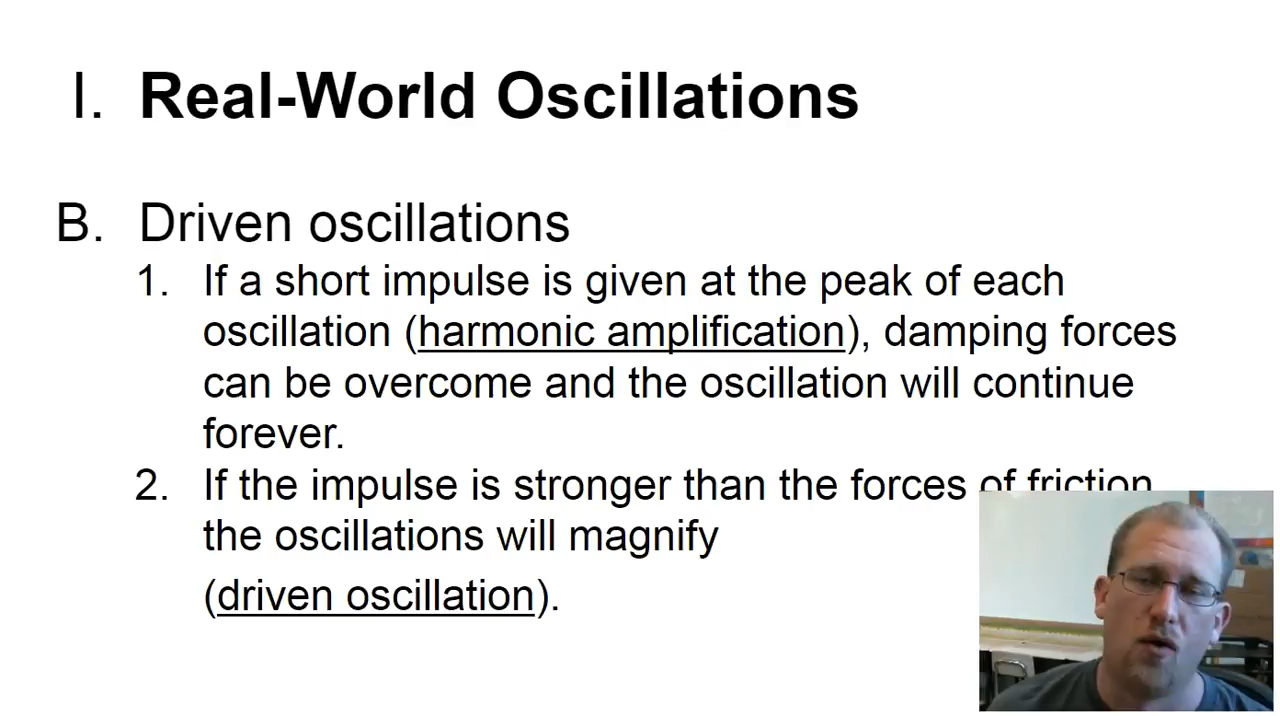 I. Real-World Oscillations
B. Driven oscillations
1. If a short impulse is given at the peak of each
oscillation (harmonic amplification), damping forces
can be overcome and the oscillation will continue
forever.
2. If the impulse is stronger than the forces of friction
the oscillations will magnify
(driven oscillation).